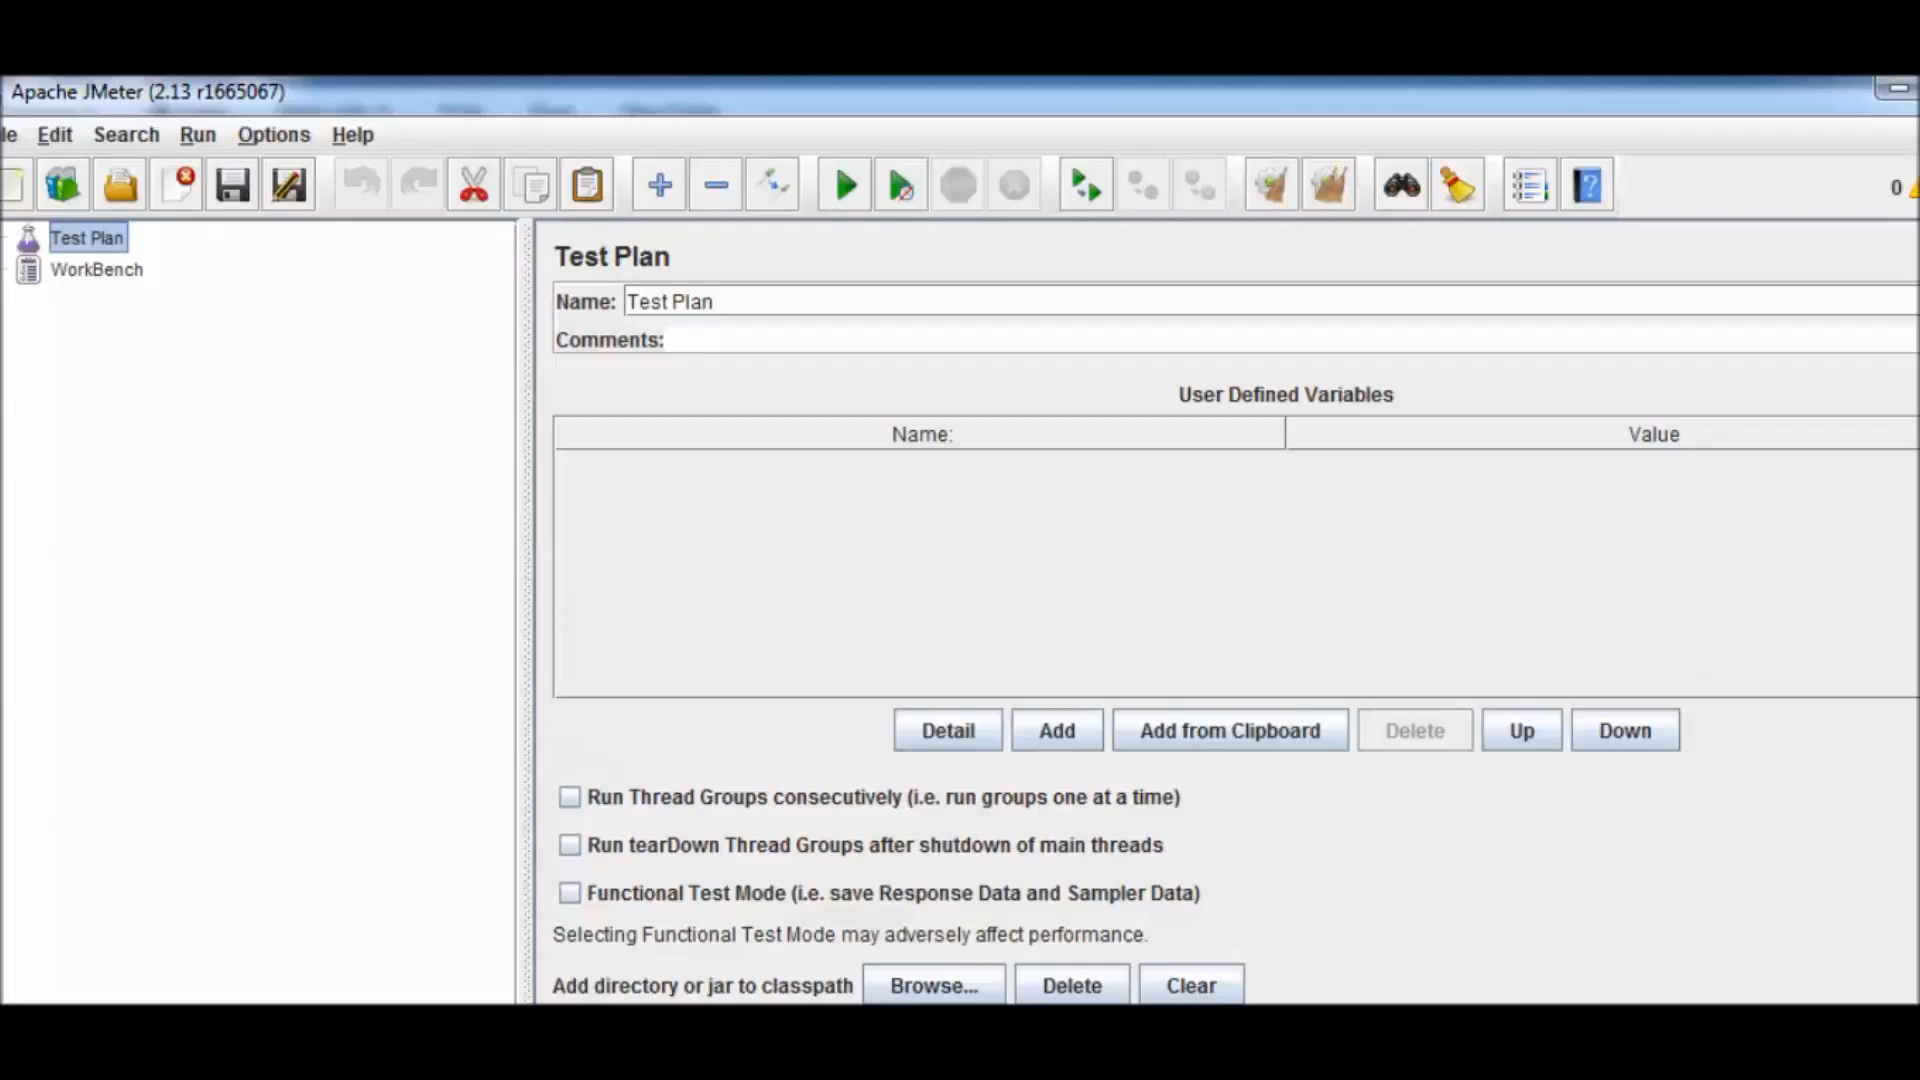 Apache JMeter (2.13 r1665067)
le Edit Search Run Options Help
0
Test Plan
WorkBench
Test Plan
Name: Test Plan
Comments:
User Defined Variables
Name: Value
Detail Add Add from Clipboard Delete Up Down
Run Thread Groups consecutively (i.e. run groups one at a time)
Run tearDown Thread Groups after shutdown of main threads
Functional Test Mode (i.e. save Response Data and Sampler Data)
Selecting Functional Test Mode may adversely affect performance.
Add directory or jar to classpath Browse... Delete Clear